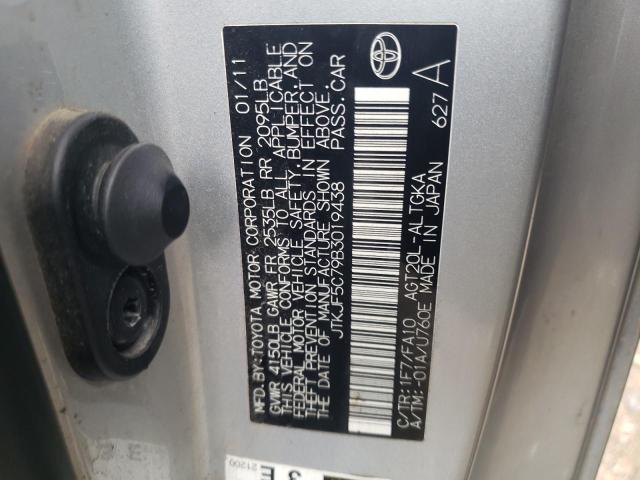 MFD.BY:TOYOTA MOTOR CORPORATION 01/11
GVWR 4150LB GAWR FR 2535LB RR 2095LB
THIS VEHICLE CONFORMS TO ALL APPLICABLE
FEDERAL MOTOR VEHICLE SAFETY, BUMPER, AND
THEFT PREVENTION STANDARDS IN EFFECT ON
THE DATE OF MANUFACTURE SHOWN ABOVE.
JTKJF5C79B3019438 PASS.CAR
C/TR:1F7/FA10 AGT20L-ALTGKA
A/TM:-01A/U760E MADE IN JAPAN 627A
21200